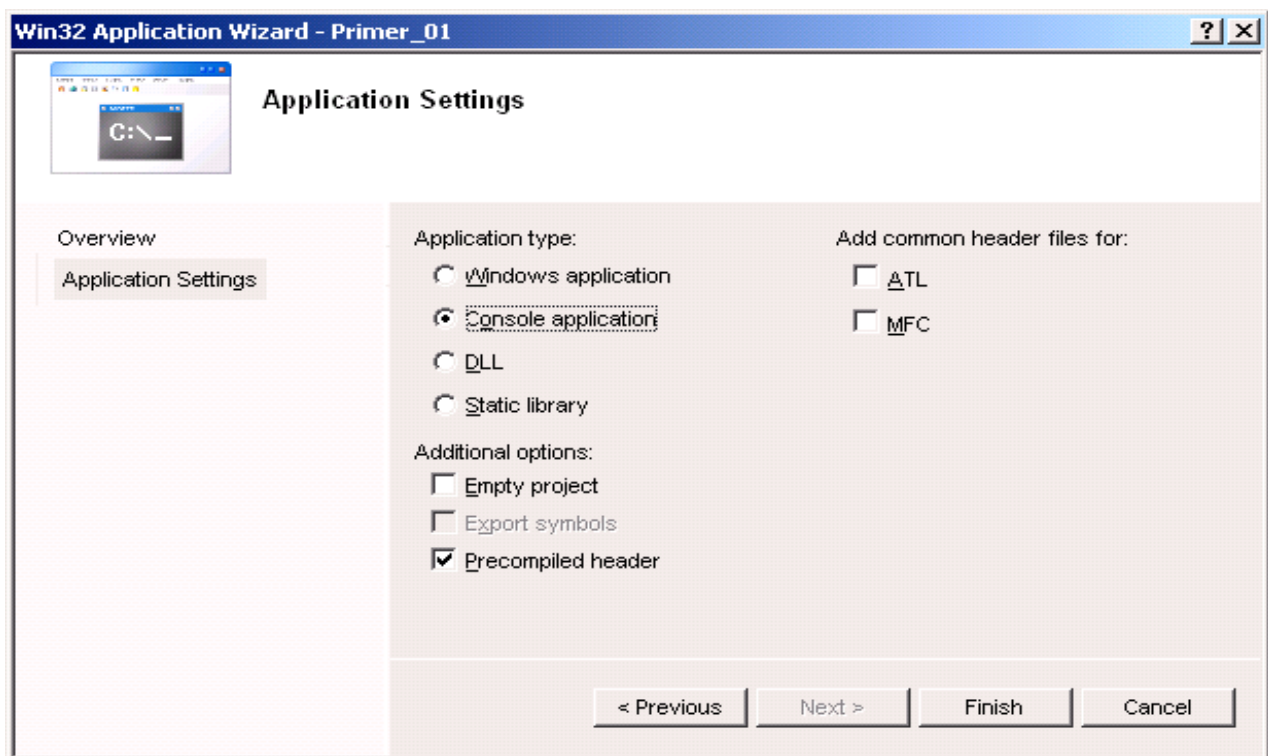 Win32 Application Wizard - Primer_01
C:\_
Application Settings
Overview
Application Settings
Application type:
Windows application
Console application
DLL
Static library
Additional options:
Empty project
Export symbols
Precompiled header
Add common header files for:
ATL
MFC
< Previous
Next >
Finish
Cancel